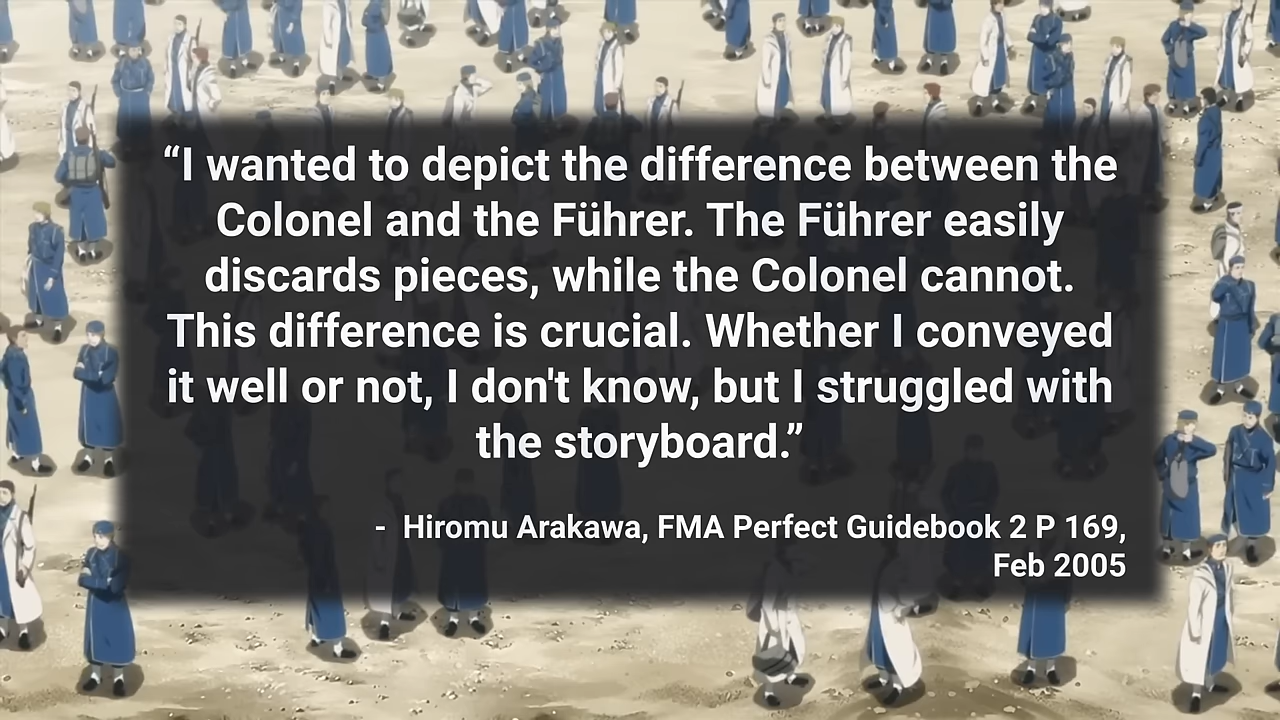 “I wanted to depict the difference between the
Colonel and the Führer. The Führer easily
discards pieces, while the Colonel cannot.
This difference is crucial. Whether I conveyed
it well or not, I don't know, but I struggled with
the storyboard.”
- Hiromu Arakawa, FMA Perfect Guidebook 2 P 169,
Feb 2005